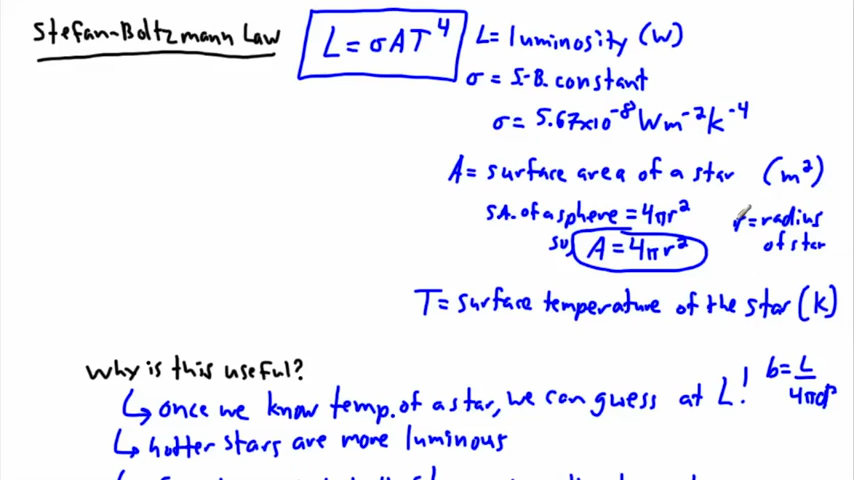 Stefan-Boltzmann Law
L = σAT⁴
L = luminosity (W)
σ = S-B. constant
σ = 5.67x10⁻⁸ Wm⁻²K⁻⁴
A = surface area of a star (m²)
S.A. of a sphere = 4πr²
r = radius of star
so, A = 4πr²
T = surface temperature of the star (K)
Why is this useful?
↳ once we know temp. of a star, we can guess at L!
b = L / 4πd²
↳ hotter stars are more luminous